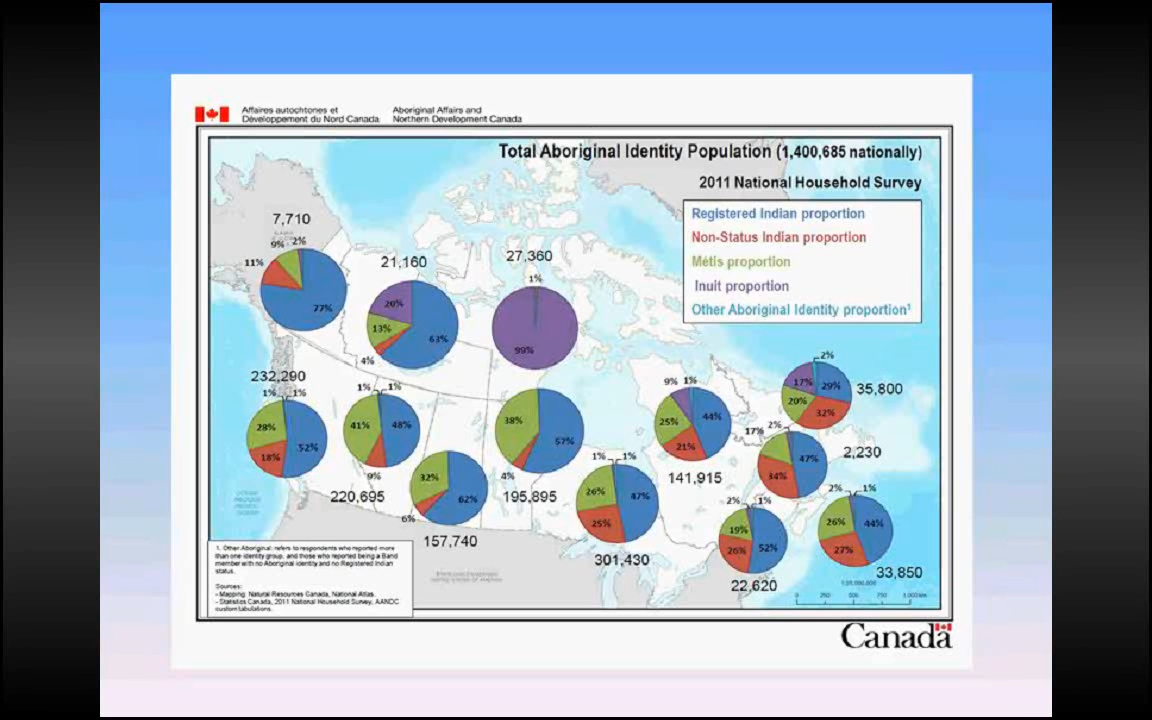 Affaires autochtones et
Développement du Nord Canada
Aboriginal Affairs and
Northern Development Canada
Total Aboriginal Identity Population (1,400,685 nationally)
2011 National Household Survey
Registered Indian proportion
Non-Status Indian proportion
Métis proportion
Inuit proportion
Other Aboriginal Identity proportion¹
7,710
9% 2%
11%
77%
21,160
20%
13%
63%
4%
27,360
1%
99%
232,290
1% 1%
28%
52%
18%
1% 1%
41% 48%
9%
220,695
32%
62%
6%
157,740
38%
57%
4%
195,895
1% 1%
26% 47%
25%
301,430
9% 1%
44%
25%
21%
141,915
2%
17% 29%
20%
32%
35,800
17% 2%
47%
34%
2,230
2% 1%
19%
26% 52%
22,620
2% 1%
26% 44%
27%
33,850
1. Other Aboriginal: refers to respondents who reported more
than one identity group, and those who reported being a Band
member with no Aboriginal identity and no Registered Indian
status.
Sources:
- Mapping: Natural Resources Canada, National Atlas.
- Statistics Canada, 2011 National Household Survey, AANDC
custom tabulations.
0 250 500 750
Canada